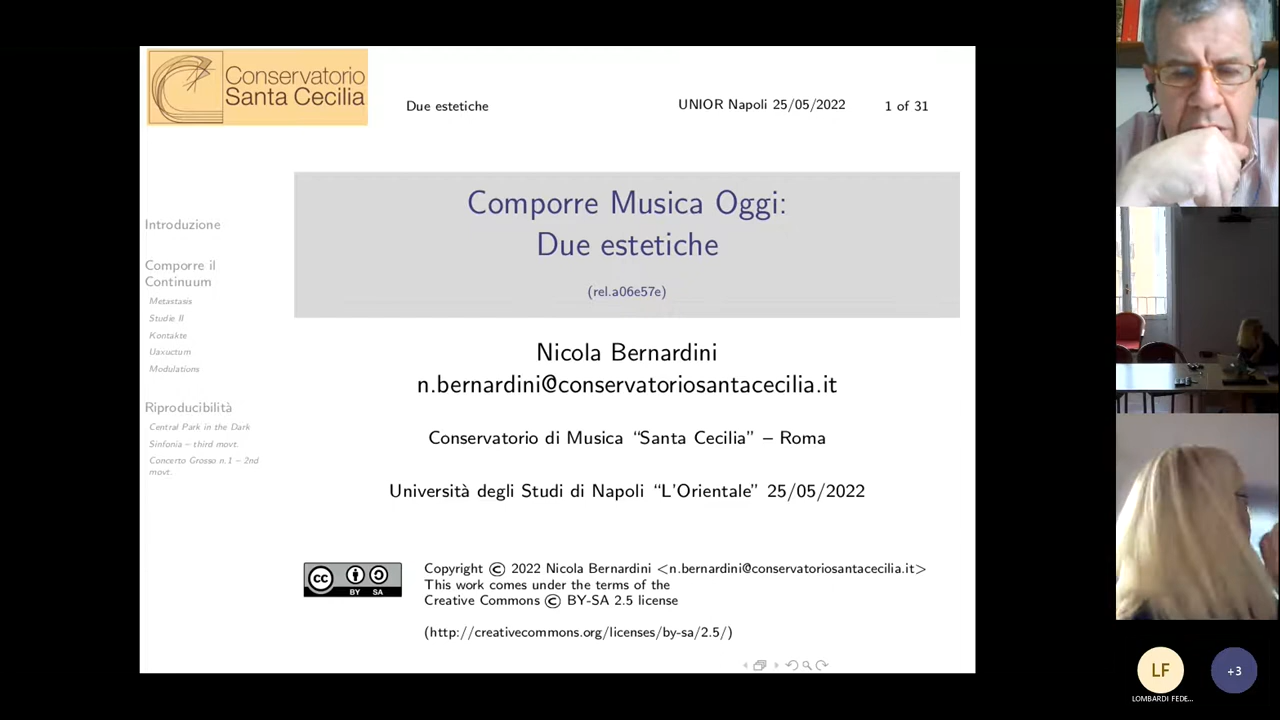 Conservatorio
Santa Cecilia
Due estetiche
UNIOR Napoli 25/05/2022
1 of 31
Introduzione
Comporre il
Continuum
Metastasis
Studie II
Kontakte
Uaxuctum
Modulations
Riproducibilità
Central Park in the Dark
Sinfonia – third movt.
Concerto Grosso n.1 – 2nd
movt.
Comporre Musica Oggi:
Due estetiche
(rel.a06e57e)
Nicola Bernardini
n.bernardini@conservatoriosantacecilia.it
Conservatorio di Musica “Santa Cecilia” – Roma
Università degli Studi di Napoli “L'Orientale” 25/05/2022
cc
BY SA
Copyright © 2022 Nicola Bernardini <n.bernardini@conservatoriosantacecilia.it>
This work comes under the terms of the
Creative Commons © BY-SA 2.5 license
(http://creativecommons.org/licenses/by-sa/2.5/)
LF
LOMBARDI FEDE...
+3